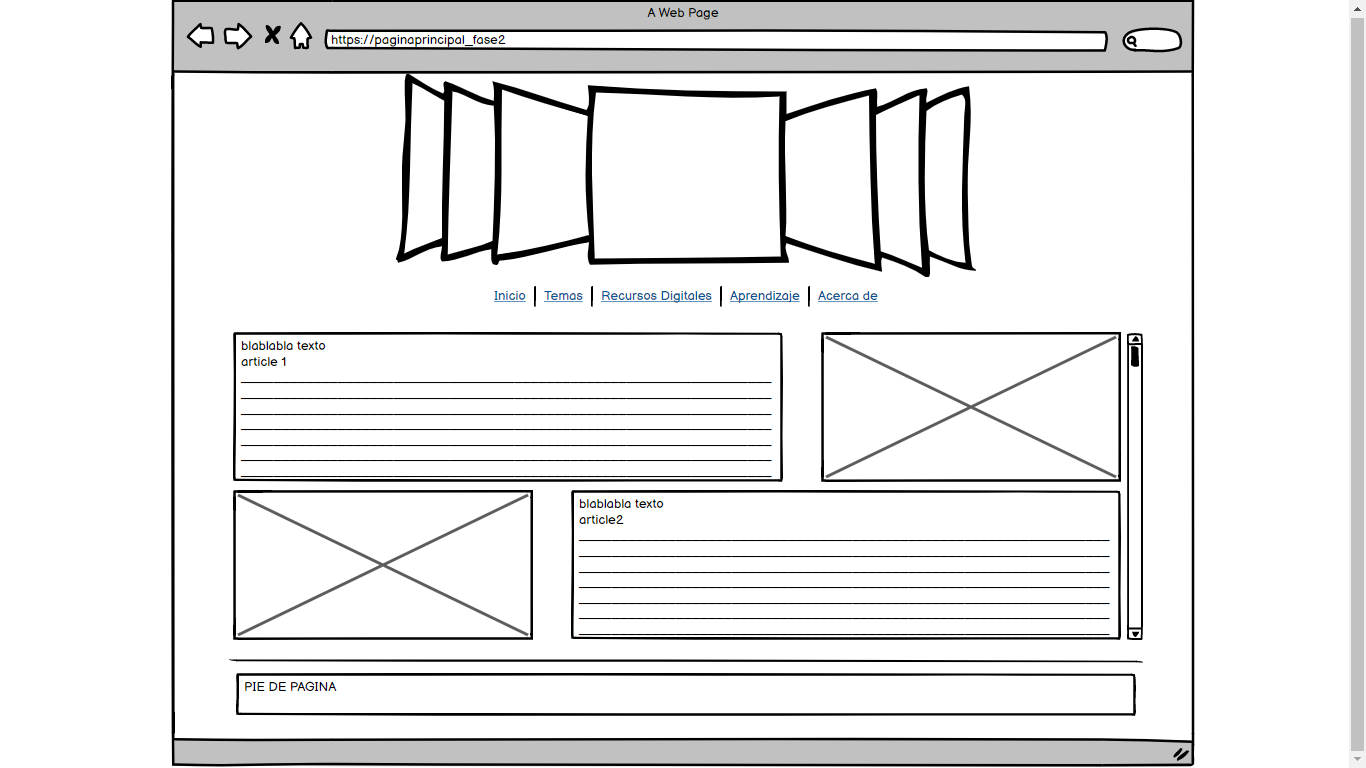 A Web Page
https://paginaprincipal_fase2
Inicio Temas Recursos Digitales Aprendizaje Acerca de
blablabla texto
article 1
blablabla texto
article2
PIE DE PAGINA